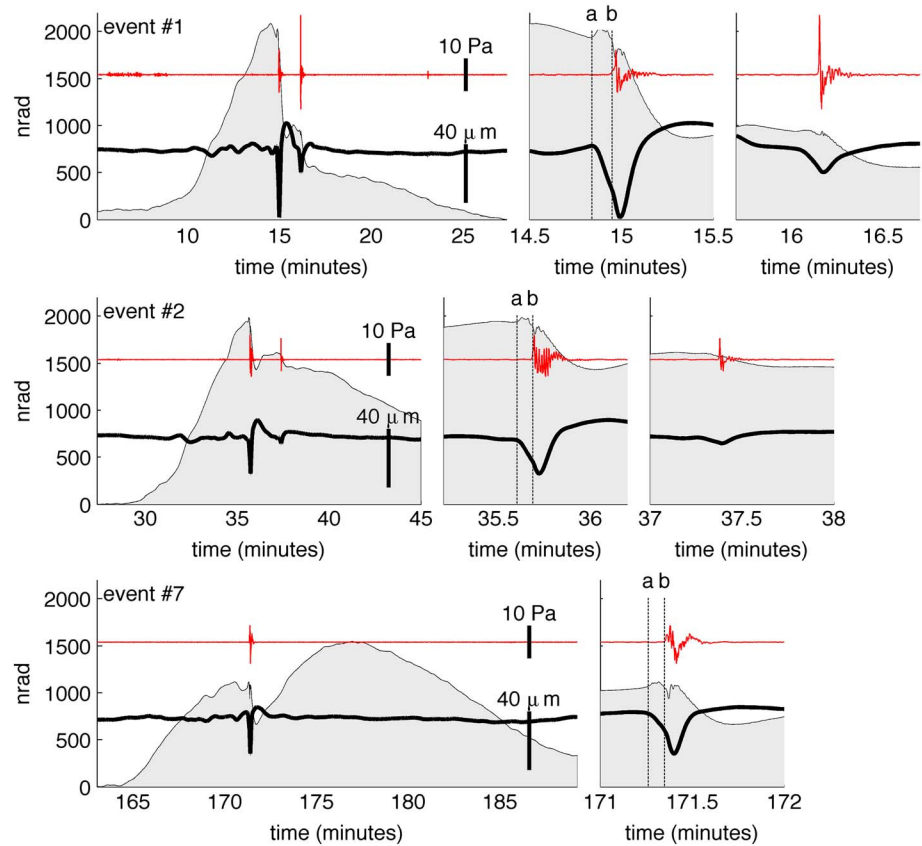 event #1
nrad
2000
1500
1000
500
0
10 Pa
40 μ m
10 15 20 25
time (minutes)
a b
14.5 15 15.5
time (minutes)
16 16.5
time (minutes)
event #2
nrad
2000
1500
1000
500
0
10 Pa
40 μ m
30 35 40 45
time (minutes)
a b
35.5 36
time (minutes)
37 37.5 38
time (minutes)
event #7
nrad
2000
1500
1000
500
0
10 Pa
40 μ m
165 170 175 180 185
time (minutes)
a b
171 171.5 172
time (minutes)